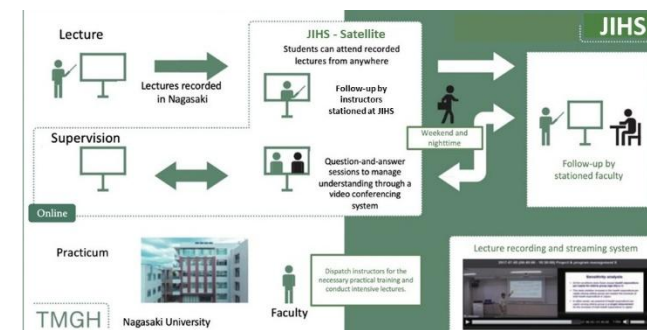 JIHS
Lecture
JIHS - Satellite
Students can attend recorded
lectures from anywhere
Lectures recorded
in Nagasaki
Follow-up by
instructors
stationed at JIHS
Weekend and
nighttime
Supervision
Question-and-answer
sessions to manage
understanding through a
video conferencing
system
Follow-up by
stationed faculty
Online
Practicum
Dispatch instructors for the
necessary practical training and
conduct intensive lectures.
Lecture recording and streaming system
Sensitivity analysis
TMGH
Nagasaki University
Faculty